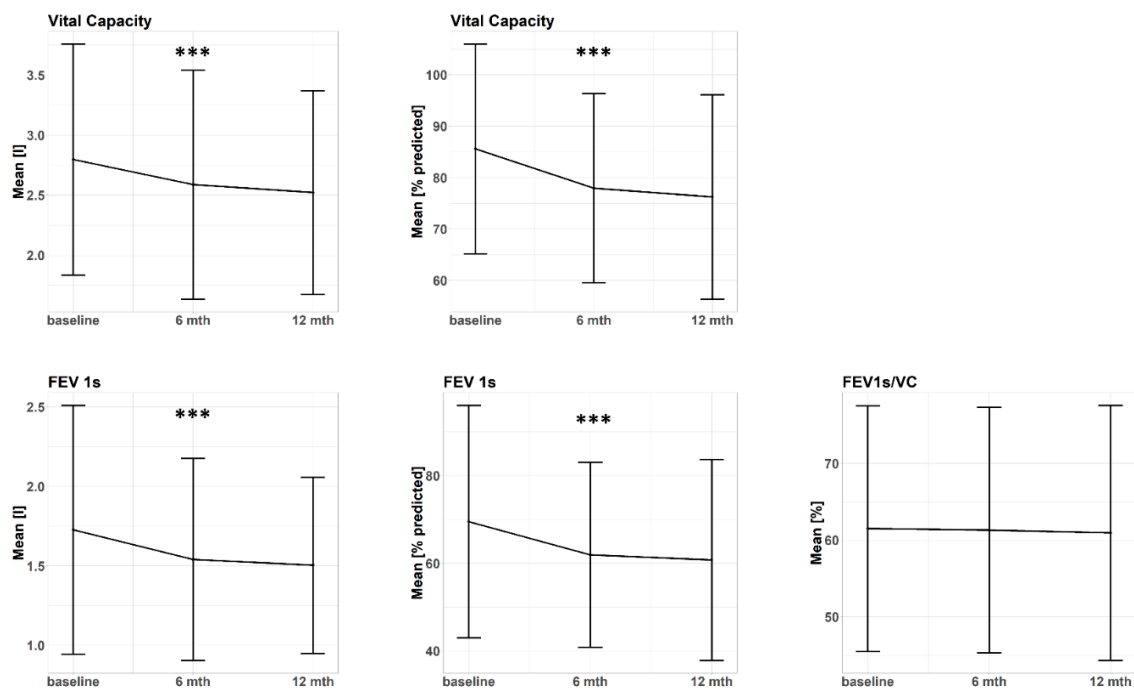 Vital Capacity
***
3.5
3.0
2.5
2.0
Mean [l]
baseline 6 mth 12 mth
Vital Capacity
***
100
90
80
70
60
Mean [% predicted]
baseline 6 mth 12 mth
FEV 1s
***
2.5
2.0
1.5
1.0
Mean [l]
baseline 6 mth 12 mth
FEV 1s
***
80
60
40
Mean [% predicted]
baseline 6 mth 12 mth
FEV1s/VC
70
60
50
Mean [%]
baseline 6 mth 12 mth